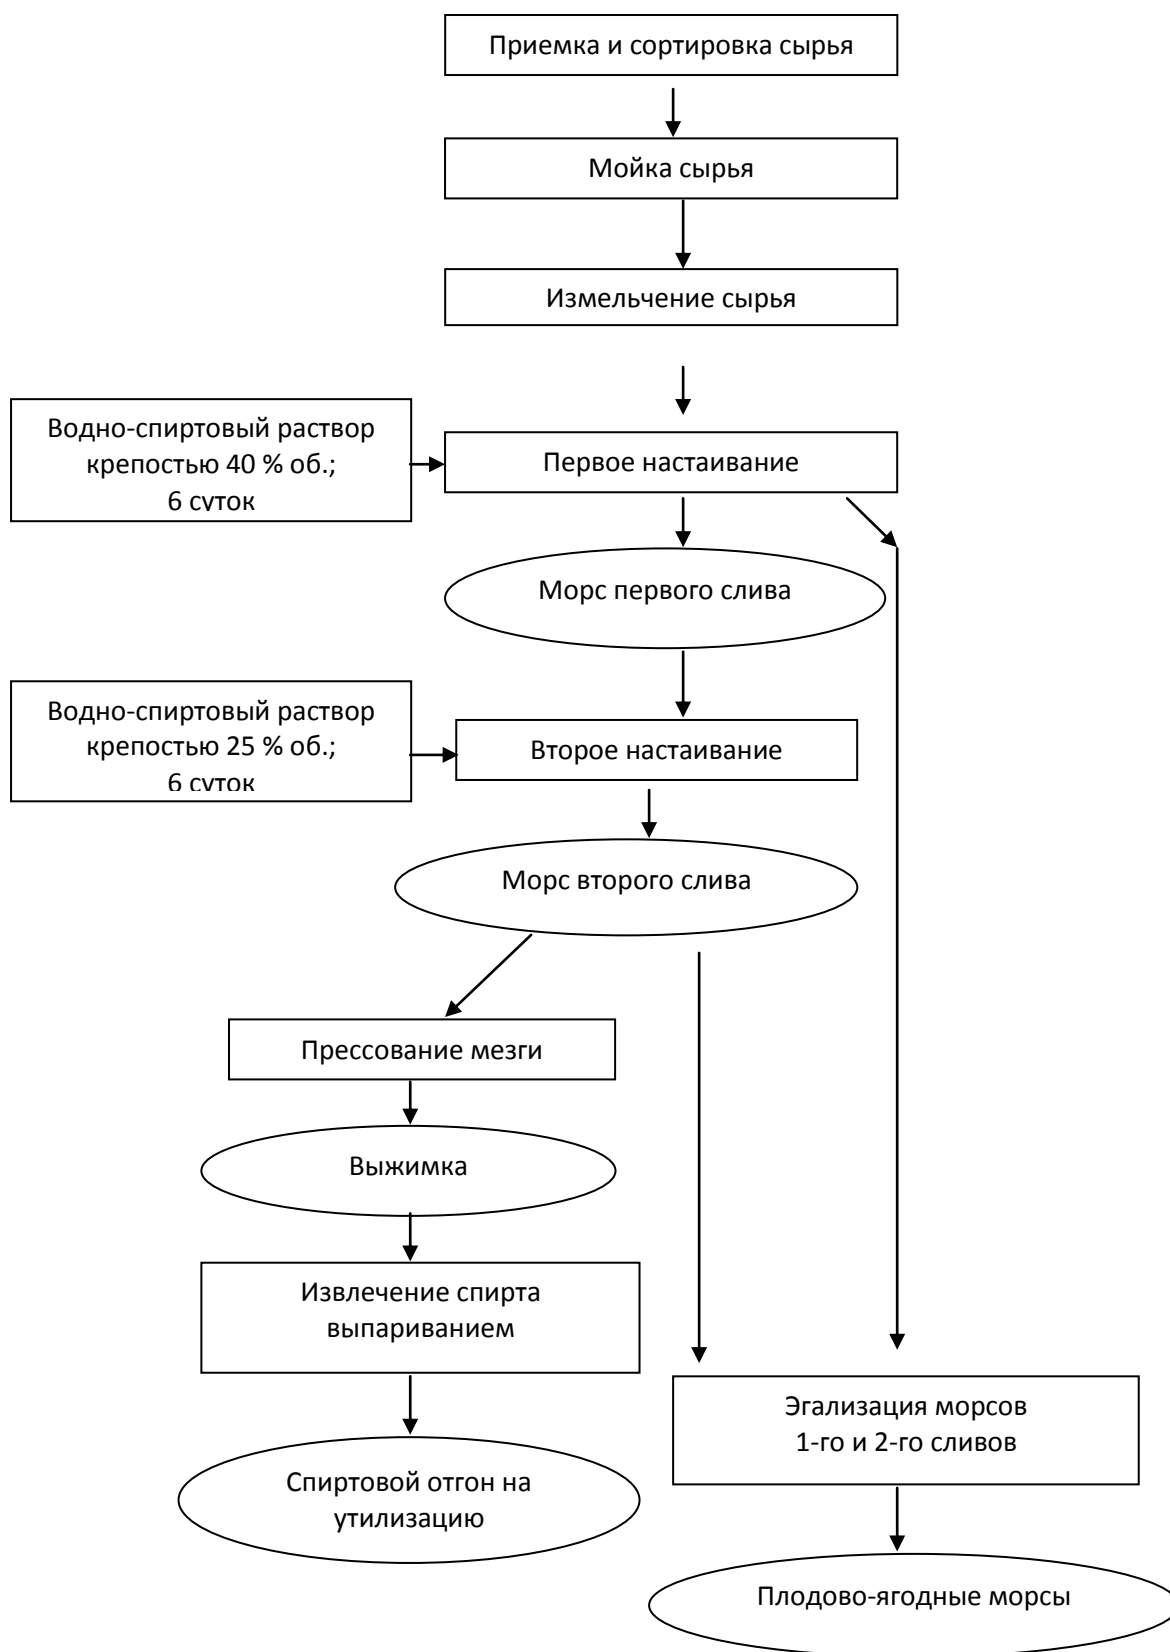 Приемка и сортировка сырья
Мойка сырья
Измельчение сырья
Водно-спиртовый раствор
крепостью 40 % об.;
6 суток
Первое настаивание
Морс первого слива
Водно-спиртовый раствор
крепостью 25 % об.;
6 суток
Второе настаивание
Морс второго слива
Прессование мезги
Выжимка
Извлечение спирта
выпариванием
Эгализация морсов
1-го и 2-го сливов
Спиртовой отгон на
утилизацию
Плодово-ягодные морсы